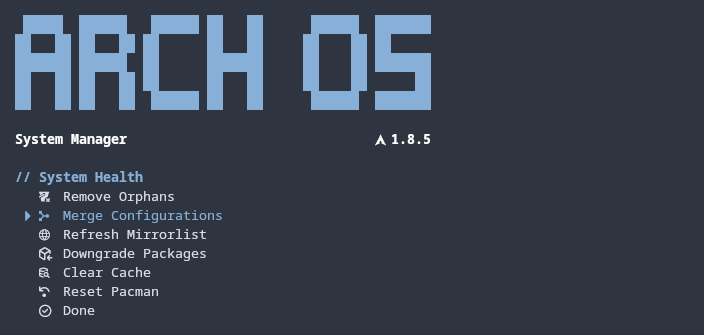 ARCH OS
System Manager 1.8.5
// System Health
Remove Orphans
Merge Configurations
Refresh Mirrorlist
Downgrade Packages
Clear Cache
Reset Pacman
Done